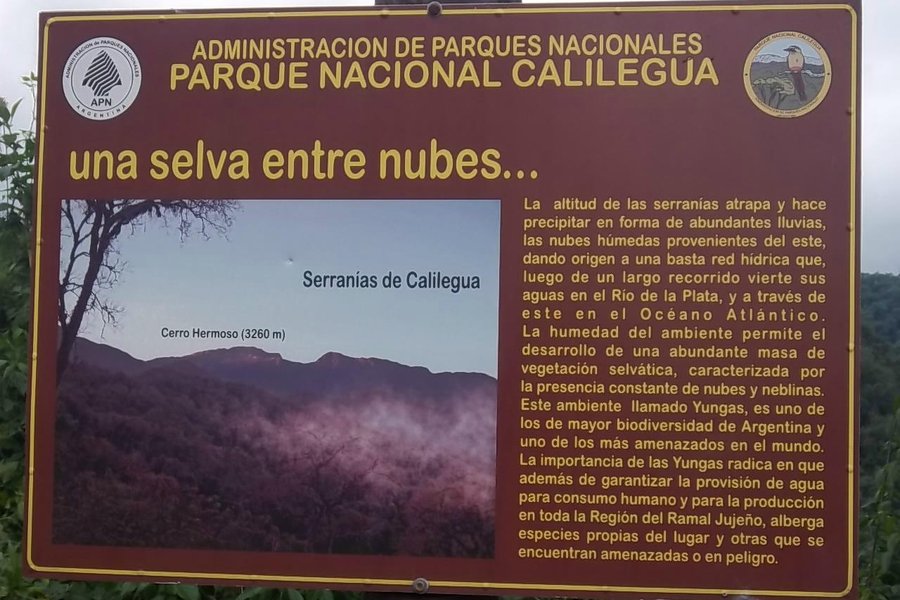 ADMINISTRACION DE PARQUES NACIONALES
PARQUE NACIONAL CALILEGUA
ADMINISTRACIÓN de PARQUES NACIONALES
APN
ARGENTINA
PARQUE NACIONAL CALILEGUA
una selva entre nubes...
Serranías de Calilegua
Cerro Hermoso (3260 m)
La altitud de las serranías atrapa y hace
precipitar en forma de abundantes lluvias,
las nubes húmedas provenientes del este,
dando origen a una basta red hídrica que,
luego de un largo recorrido vierte sus
aguas en el Río de la Plata, y a través de
este en el Océano Atlántico.
La humedad del ambiente permite el
desarrollo de una abundante masa de
vegetación selvática, caracterizada por
la presencia constante de nubes y neblinas.
Este ambiente llamado Yungas, es uno de
los de mayor biodiversidad de Argentina y
uno de los más amenazados en el mundo.
La importancia de las Yungas radica en que
además de garantizar la provisión de agua
para consumo humano y para la producción
en toda la Región del Ramal Jujeño, alberga
especies propias del lugar y otras que se
encuentran amenazadas o en peligro.